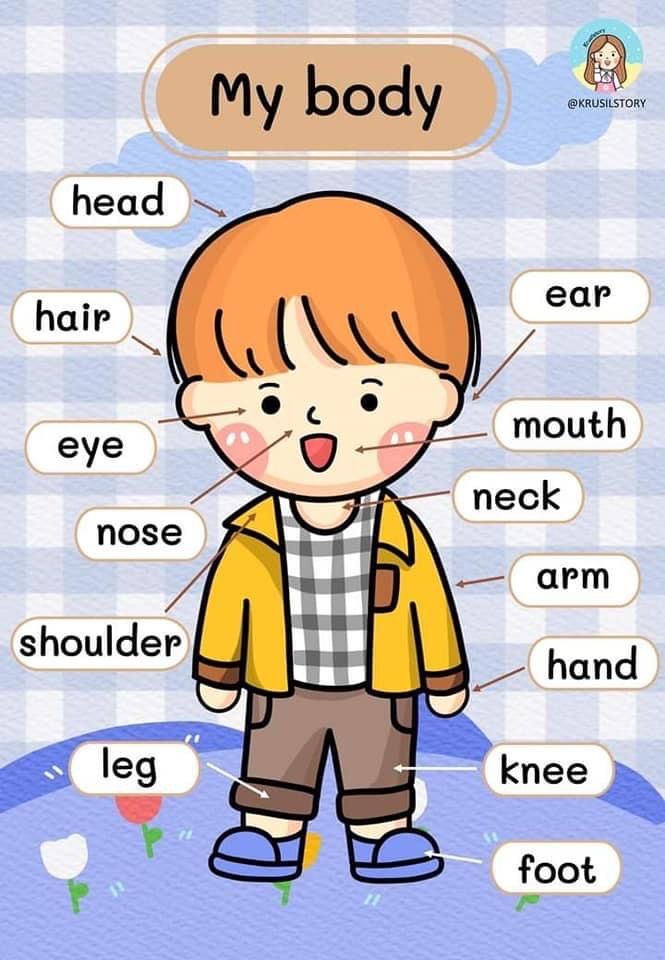 My body
@KRUSILSTORY
head
hair
ear
eye
mouth
nose
neck
shoulder
arm
hand
leg
knee
foot